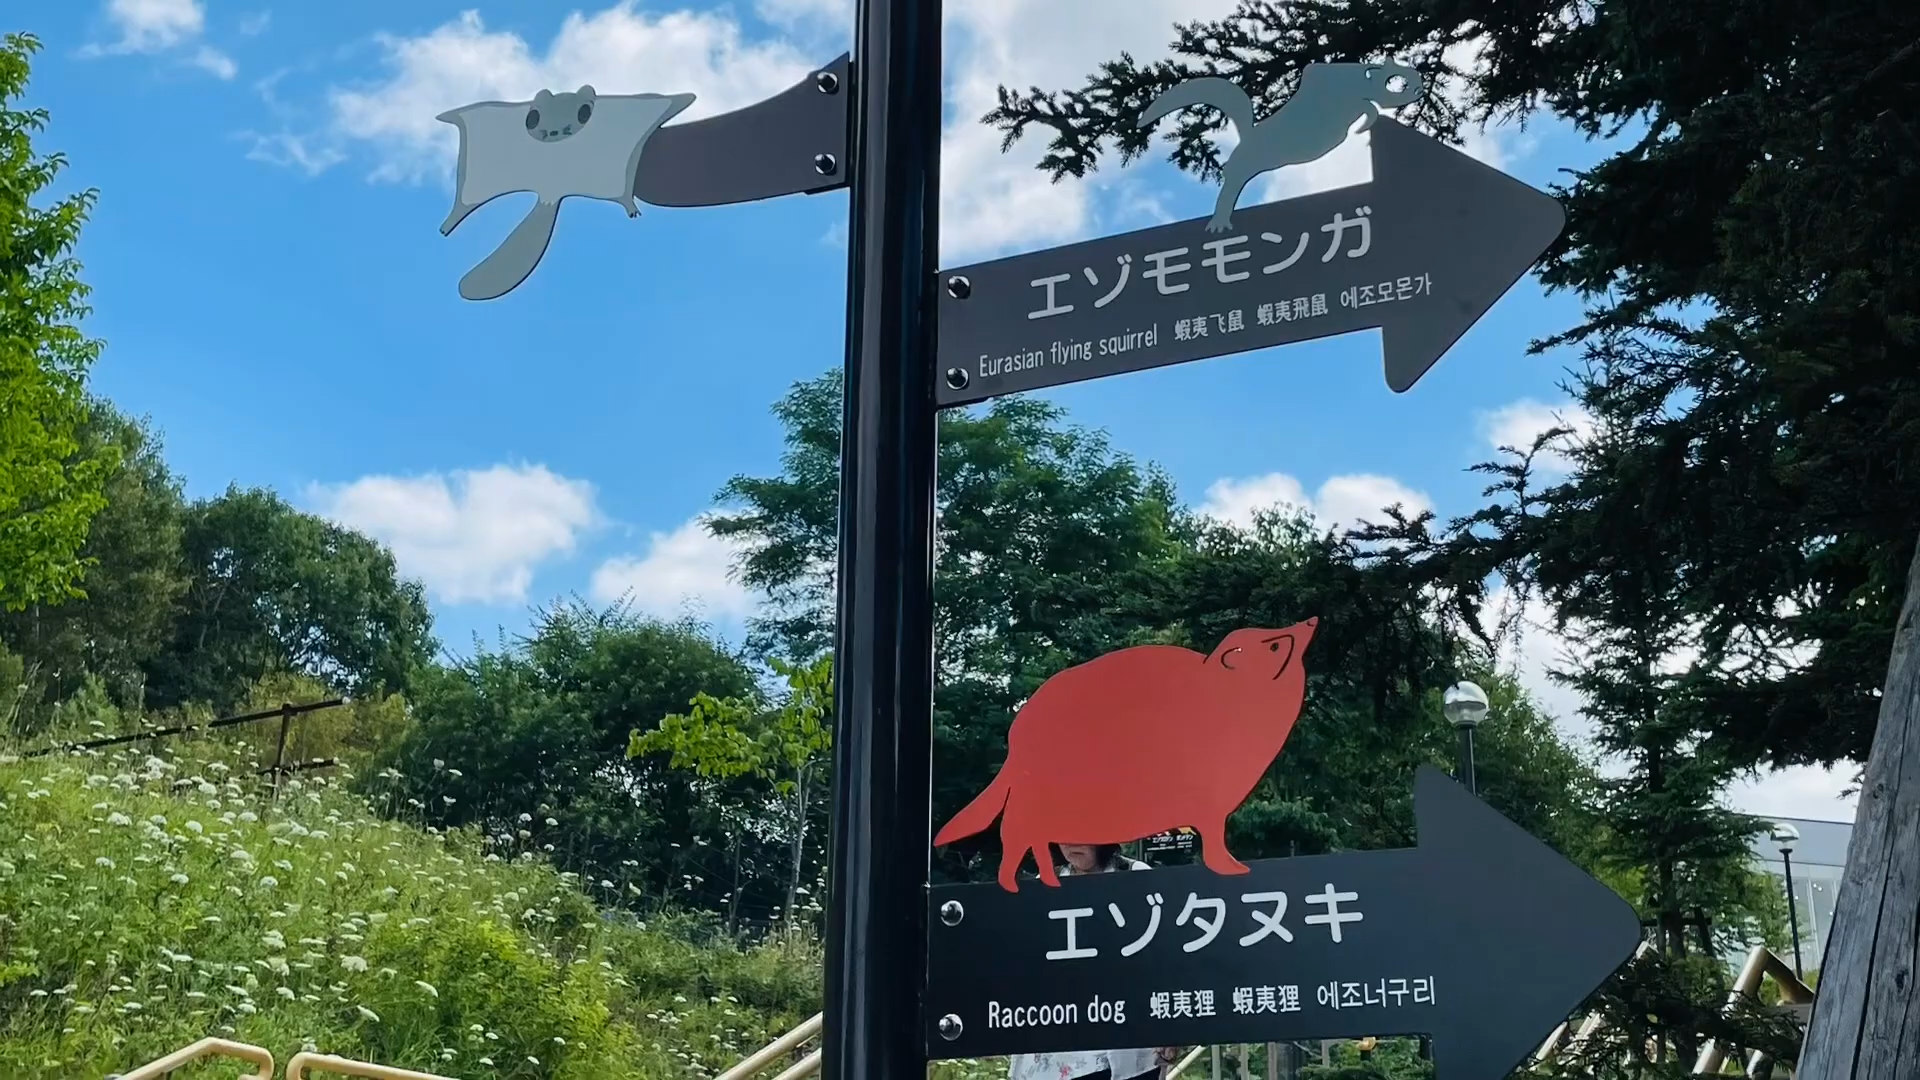 エゾモモンガ
Eurasian flying squirrel 蝦夷飞鼠 蝦夷飛鼠 에조모몬가
エゾタヌキ
Raccoon dog 蝦夷狸 蝦夷狸 에조너구리